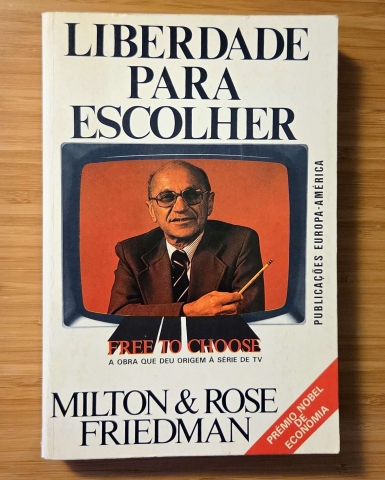 LIBERDADE
PARA
ESCOLHER
PUBLICAÇÕES EUROPA-AMÉRICA
FREE TO CHOOSE
A OBRA QUE DEU ORIGEM À SÉRIE DE TV
MILTON & ROSE
FRIEDMAN
PRÉMIO NOBEL
DE
ECONOMIA